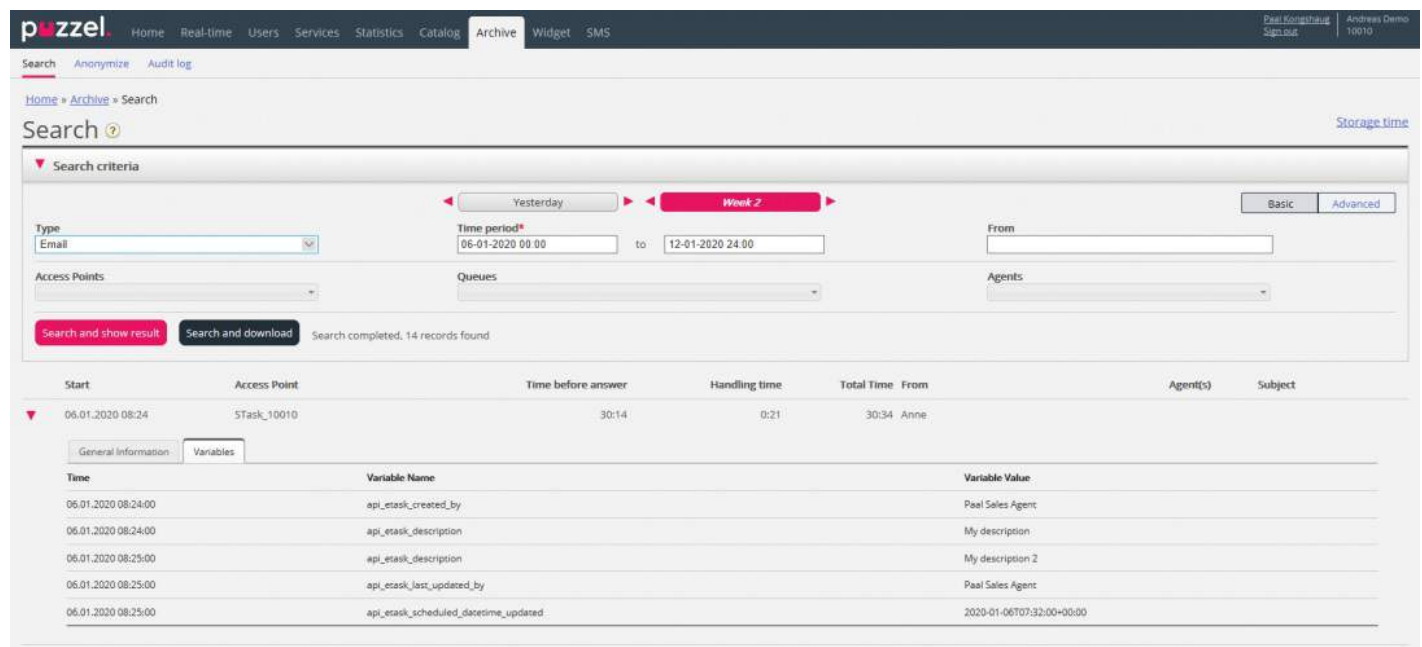 puzzel. Home Real-time Users Services Statistics Catalog Archive Widget SMS Paal Kongshaug Andreas Demo
Sign out 10010
Search Anonymize Audit log
Home » Archive » Search
Search ? Storage time
Search criteria
Yesterday Week 2 Basic Advanced
Type Time period* From
Email 06-01-2020 00:00 to 12-01-2020 24:00
Access Points Queues Agents
Search and show result Search and download Search completed, 14 records found
Start Access Point Time before answer Handling time Total Time From Agent(s) Subject
06.01.2020 08:24 STask_10010 30:14 0:21 30:34 Anne
General Information Variables
Time Variable Name Variable Value
06.01.2020 08:24:00 api_etask_created_by Paal Sales Agent
06.01.2020 08:24:00 api_etask_description My description
06.01.2020 08:25:00 api_etask_description My description 2
06.01.2020 08:25:00 api_etask_last_updated_by Paal Sales Agent
06.01.2020 08:25:00 api_etask_scheduled_datetime_updated 2020-01-06T07:32:00+00:00